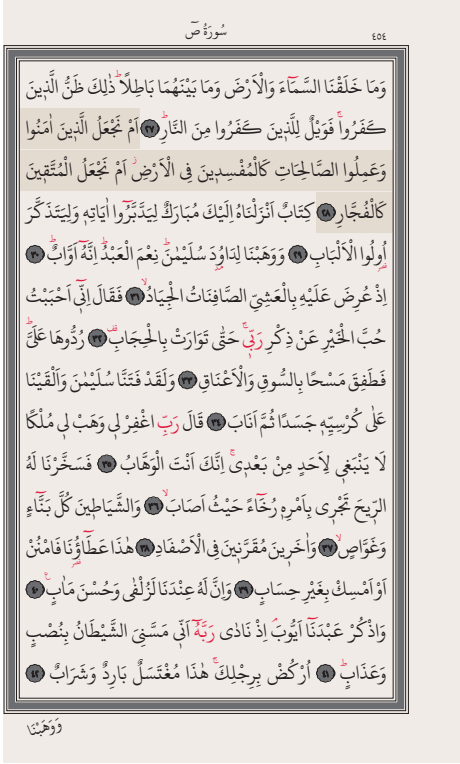 سُورَةُ صٓ
٤٥٤
وَمَا خَلَقْنَا السَّمَٓاءَ وَالْاَرْضَ وَمَا بَيْنَهُمَا بَاطِلًاۜ ذٰلِكَ ظَنُّ الَّذٖينَ
كَفَرُواۚ فَوَيْلٌ لِلَّذٖينَ كَفَرُوا مِنَ النَّارِۜ ﴿٢٧﴾ اَمْ نَجْعَلُ الَّذٖينَ اٰمَنُوا
وَعَمِلُوا الصَّالِحَاتِ كَالْمُفْسِدٖينَ فِي الْاَرْضِۘ اَمْ نَجْعَلُ الْمُتَّقٖينَ
كَالْفُجَّارِ ﴿٢٨﴾ كِتَابٌ اَنْزَلْنَاهُ اِلَيْكَ مُبَارَكٌ لِيَدَّبَّرُٓوا اٰيَاتِهٖ وَلِيَتَذَكَّرَ
اُو۬لُوا الْاَلْبَابِ ﴿٢٩﴾ وَوَهَبْنَا لِدَاوُ۫دَ سُلَيْمٰنَۜ نِعْمَ الْعَبْدُۜ اِنَّهُٓ اَوَّابٌۜ ﴿٣٠﴾
اِذْ عُرِضَ عَلَيْهِ بِالْعَشِيِّ الصَّافِنَاتُ الْجِيَادُۙ ﴿٣١﴾ فَقَالَ اِنّٖٓي اَحْبَبْتُ
حُبَّ الْخَيْرِ عَنْ ذِكْرِ رَبّٖيۚ حَتّٰى تَوَارَتْ بِالْحِجَابِ۠ ﴿٣٢﴾ رُدُّوهَا عَلَيَّۜ
فَطَفِقَ مَسْحًا بِالسُّوقِ وَالْاَعْنَاقِ ﴿٣٣﴾ وَلَقَدْ فَتَنَّا سُلَيْمٰنَ وَاَلْقَيْنَا
عَلٰى كُرْسِيِّهٖ جَسَدًا ثُمَّ اَنَابَ ﴿٣٤﴾ قَالَ رَبِّ اغْفِرْ لٖي وَهَبْ لٖي مُلْكًا
لَا يَنْبَغٖي لِاَحَدٍ مِنْ بَعْدٖيۚ اِنَّكَ اَنْتَ الْوَهَّابُ ﴿٣٥﴾ فَسَخَّرْنَا لَهُ
الرّٖيحَ تَجْرٖي بِاَمْرِهٖ رُخَٓاءً حَيْثُ اَصَابَۙ ﴿٣٦﴾ وَالشَّيَاطٖينَ كُلَّ بَنَّٓاءٍ
وَغَوَّاصٍۙ ﴿٣٧﴾ وَاٰخَرٖينَ مُقَرَّنٖينَ فِي الْاَصْفَادِ ﴿٣٨﴾ هٰذَا عَطَٓاؤُ۬نَا فَامْنُنْ
اَوْ اَمْسِكْ بِغَيْرِ حِسَابٍ ﴿٣٩﴾ وَاِنَّ لَهُ عِنْدَنَا لَزُلْفٰى وَحُسْنَ مَاٰبٍ۟ ﴿٤٠﴾
وَاذْكُرْ عَبْدَنَٓا اَيُّوبَۢ اِذْ نَادٰى رَبَّهُٓ اَنّٖي مَسَّنِيَ الشَّيْطَانُ بِنُصْبٍ
وَعَذَابٍۜ ﴿٤١﴾ اُرْكُضْ بِرِجْلِكَۚ هٰذَا مُغْتَسَلٌ بَارِدٌ وَشَرَابٌ ﴿٤٢﴾
وَوَهَبْنَا